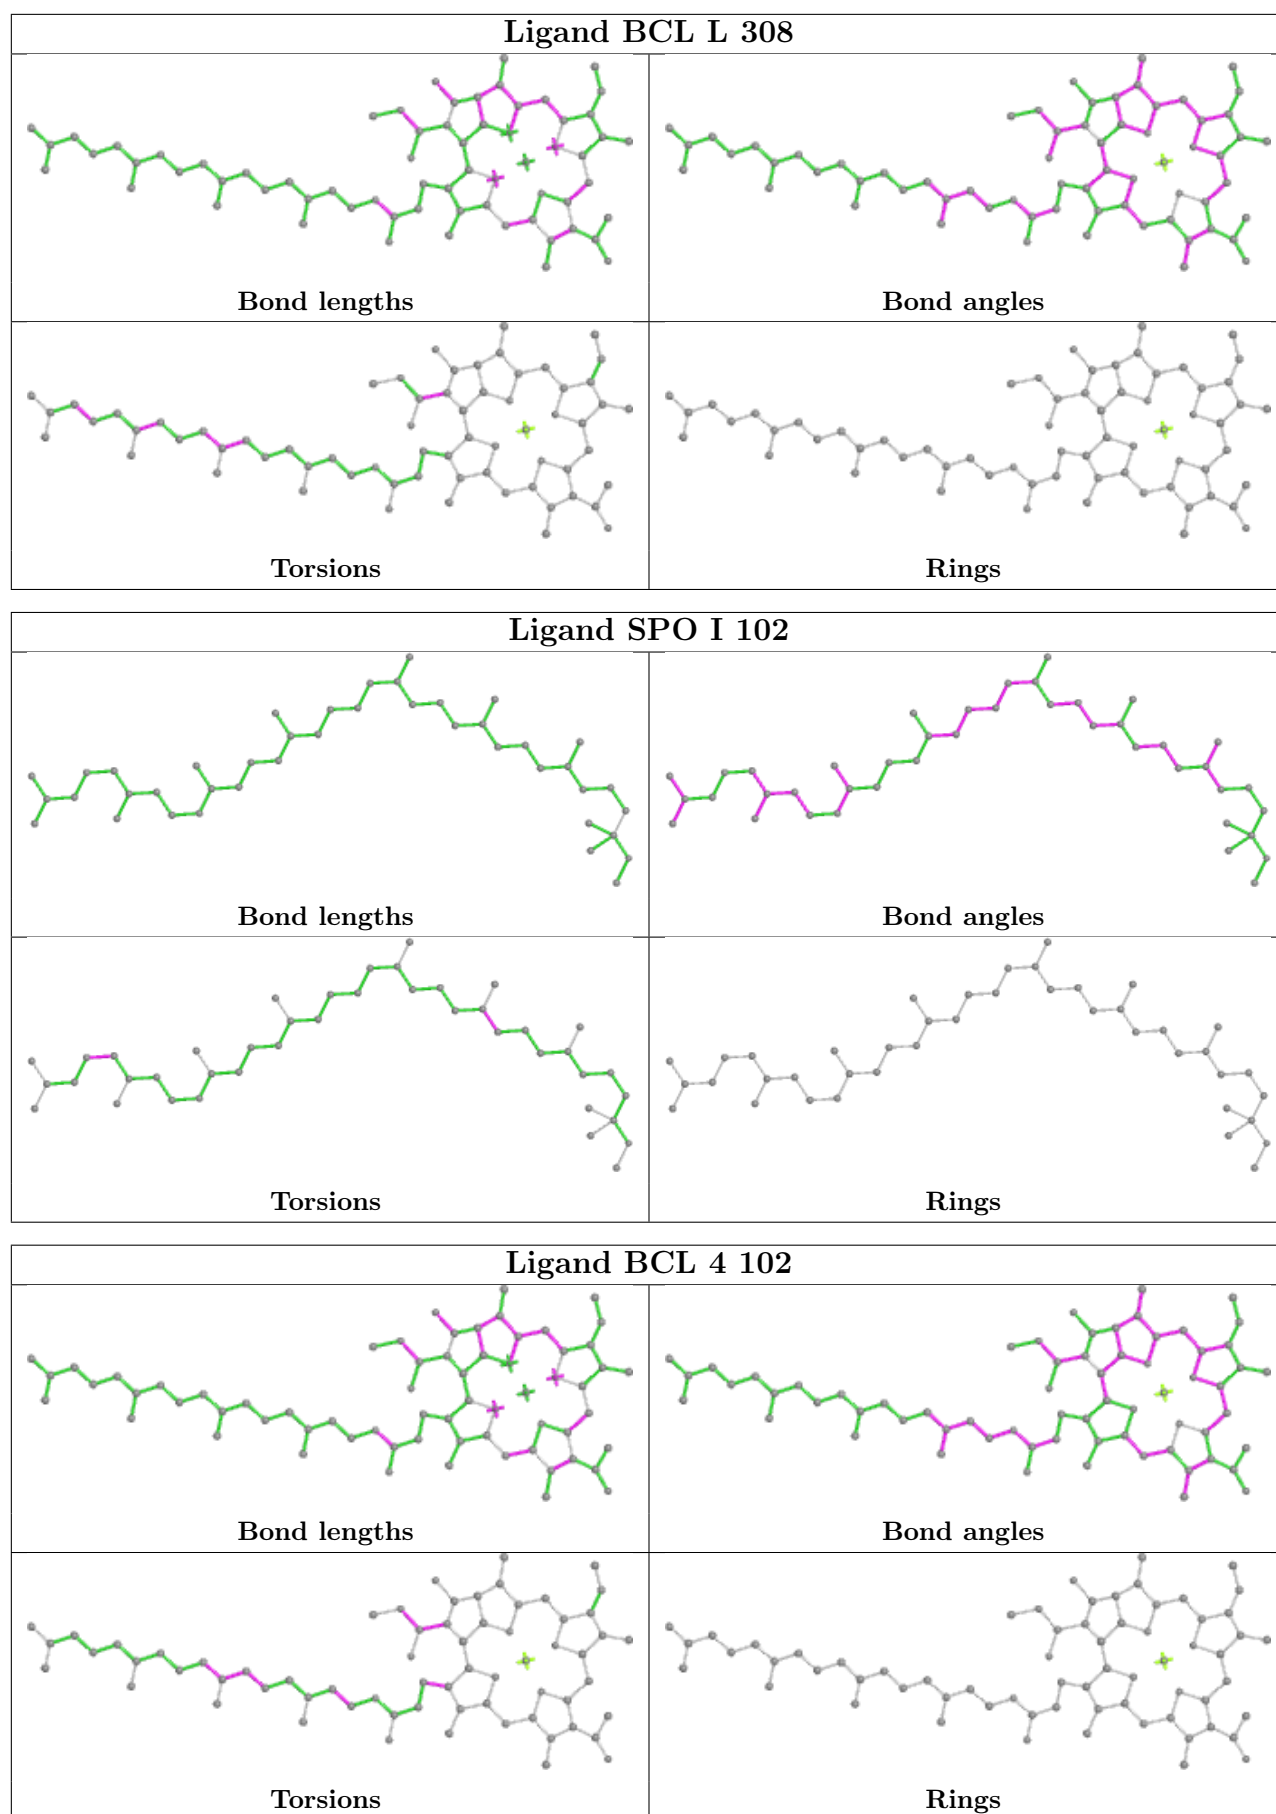 Ligand BCL L 308
Bond lengths
Bond angles
Torsions
Rings
Ligand SPO I 102
Bond lengths
Bond angles
Torsions
Rings
Ligand BCL 4 102
Bond lengths
Bond angles
Torsions
Rings